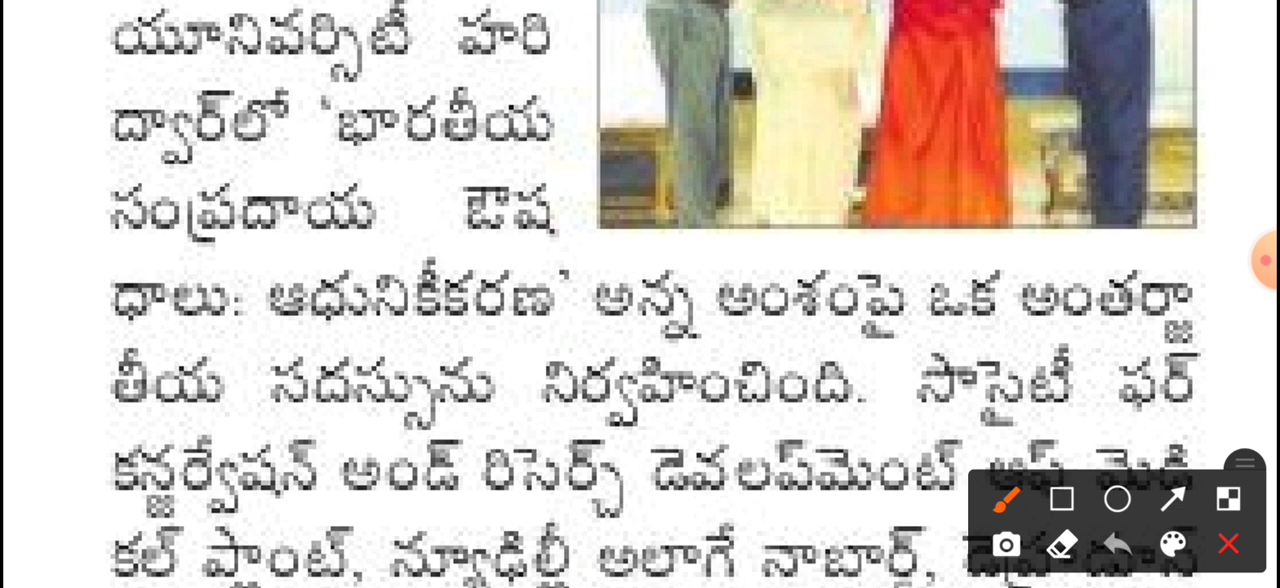 యూనివర్సిటీ హరి
ద్వార్‌లో 'భారతీయ
సంప్రదాయ ఔష
ధాలు: ఆధునికీకరణ' అన్న అంశంపై ఒక అంతర్జా
తీయ సదస్సును నిర్వహించింది. సొసైటీ ఫర్
కన్జర్వేషన్ అండ్ రిసెర్చ్ డెవలప్‌మెంట్ ఆఫ్ మెడి
కల్ ప్లాంట్, న్యూఢిల్లీ అలాగే నాబార్డ్,